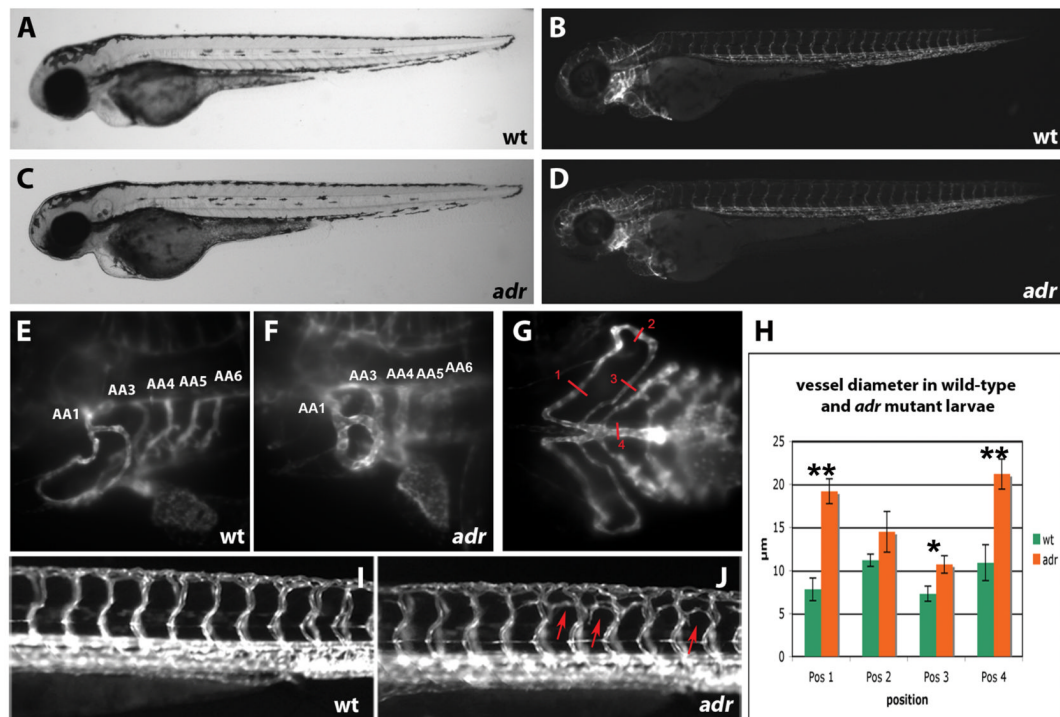 A
wt
B
wt
C
adr
D
adr
E
AA1
AA3
AA4
AA5
AA6
wt
F
AA1
AA3
AA4
AA5
AA6
adr
G
1
2
3
4
H
vessel diameter in wild-type
and adr mutant larvae
25
20
15
10
5
0
µm
**
*
**
wt
adr
Pos 1
Pos 2
Pos 3
Pos 4
position
I
wt
J
adr